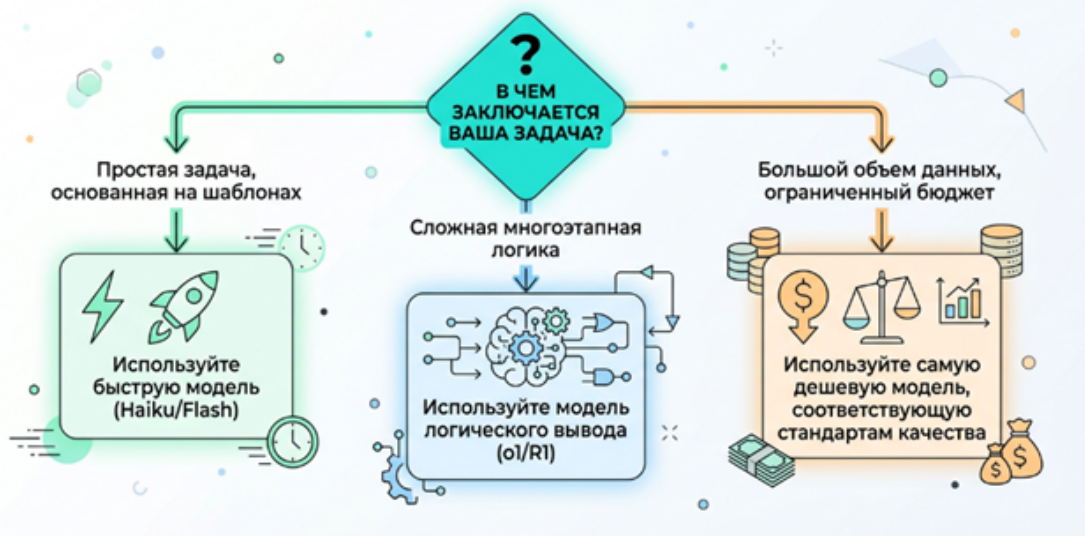 ?
В ЧЕМ
ЗАКЛЮЧАЕТСЯ
ВАША ЗАДАЧА?
Простая задача,
основанная на шаблонах
Используйте
быструю модель
(Haiku/Flash)
Сложная многоэтапная
логика
Используйте модель
логического вывода
(o1/R1)
Большой объем данных,
ограниченный бюджет
$
Используйте самую
дешевую модель,
соответствующую
стандартам качества
$
$